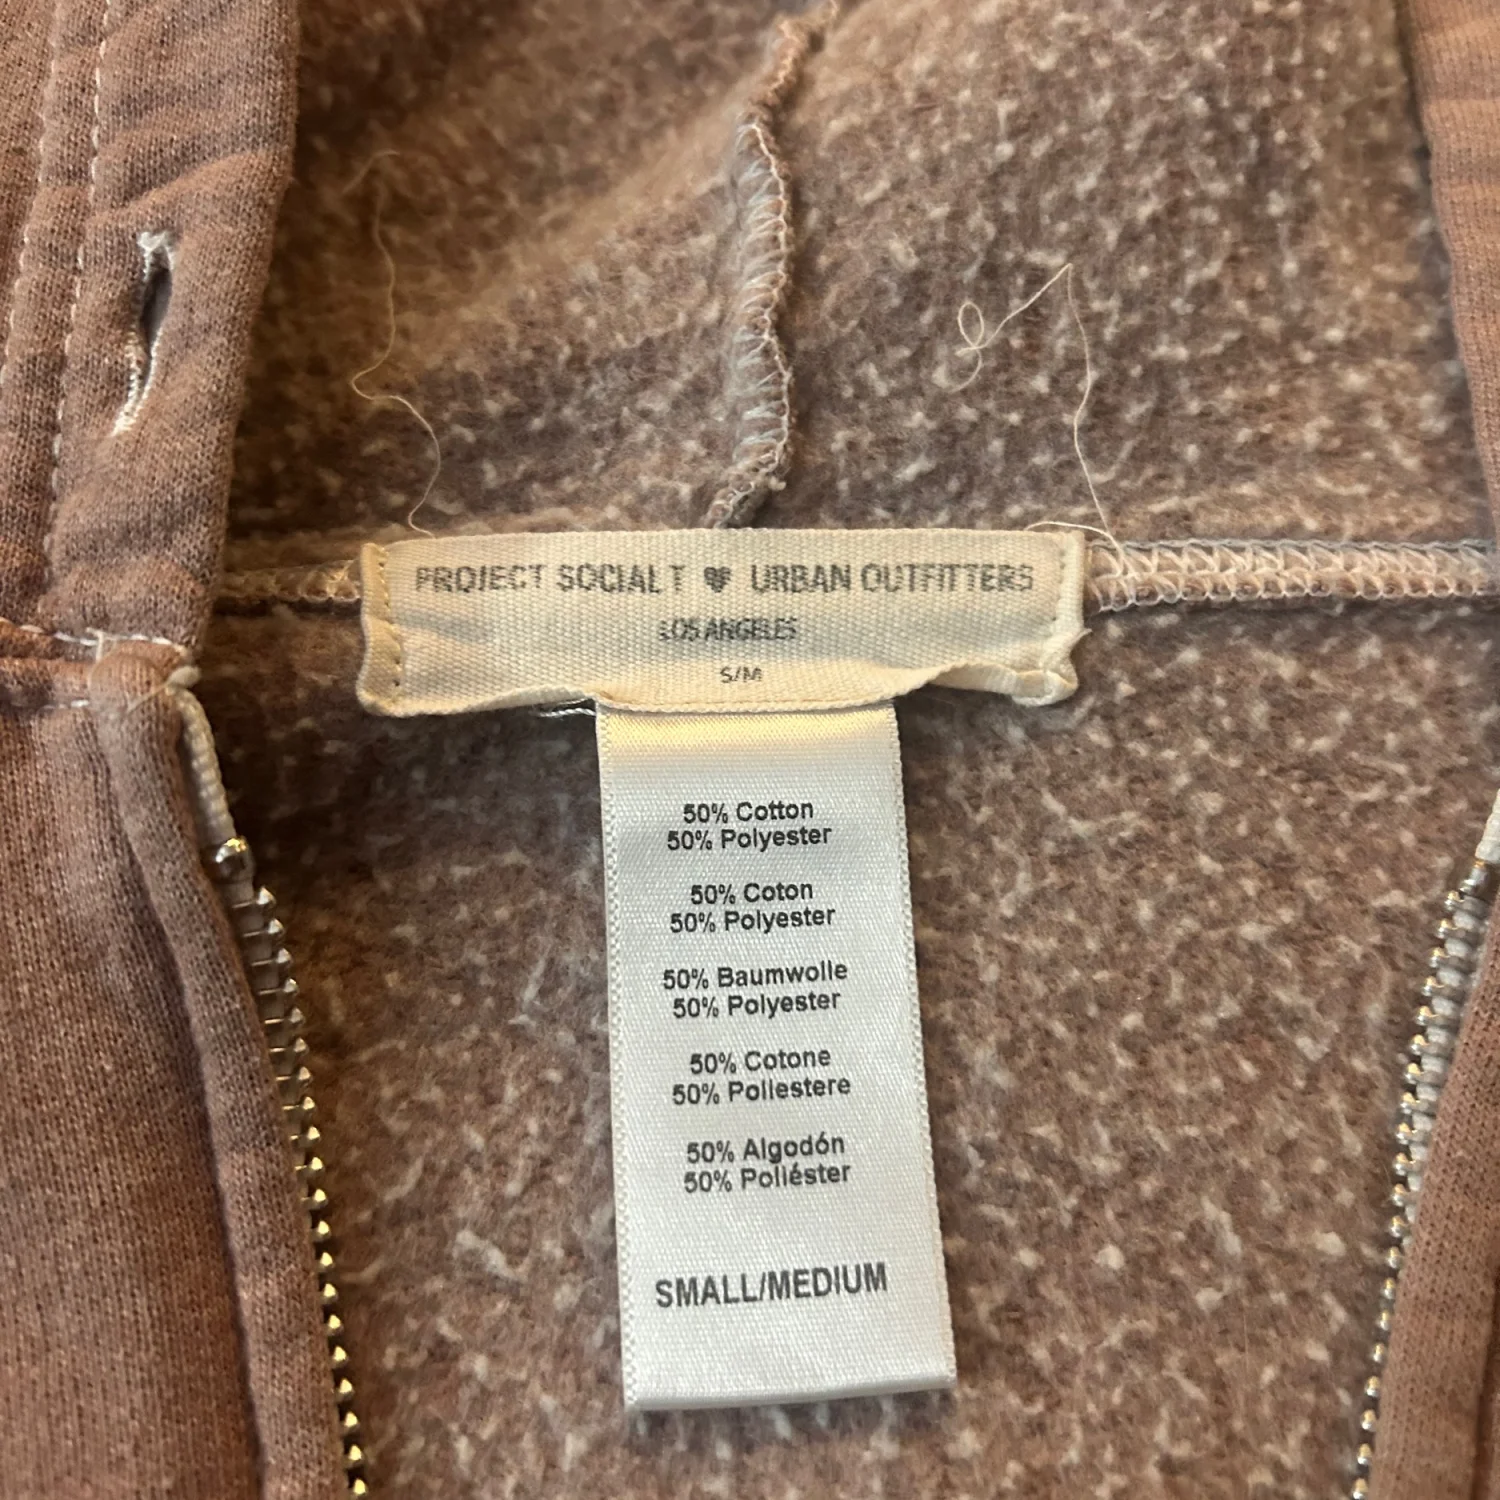 PROJECT SOCIAL T ♥ URBAN OUTFITTERS
LOS ANGELES
S/M
50% Cotton
50% Polyester
50% Coton
50% Polyester
50% Baumwolle
50% Polyester
50% Cotone
50% Poliestere
50% Algodón
50% Poliéster
SMALL/MEDIUM